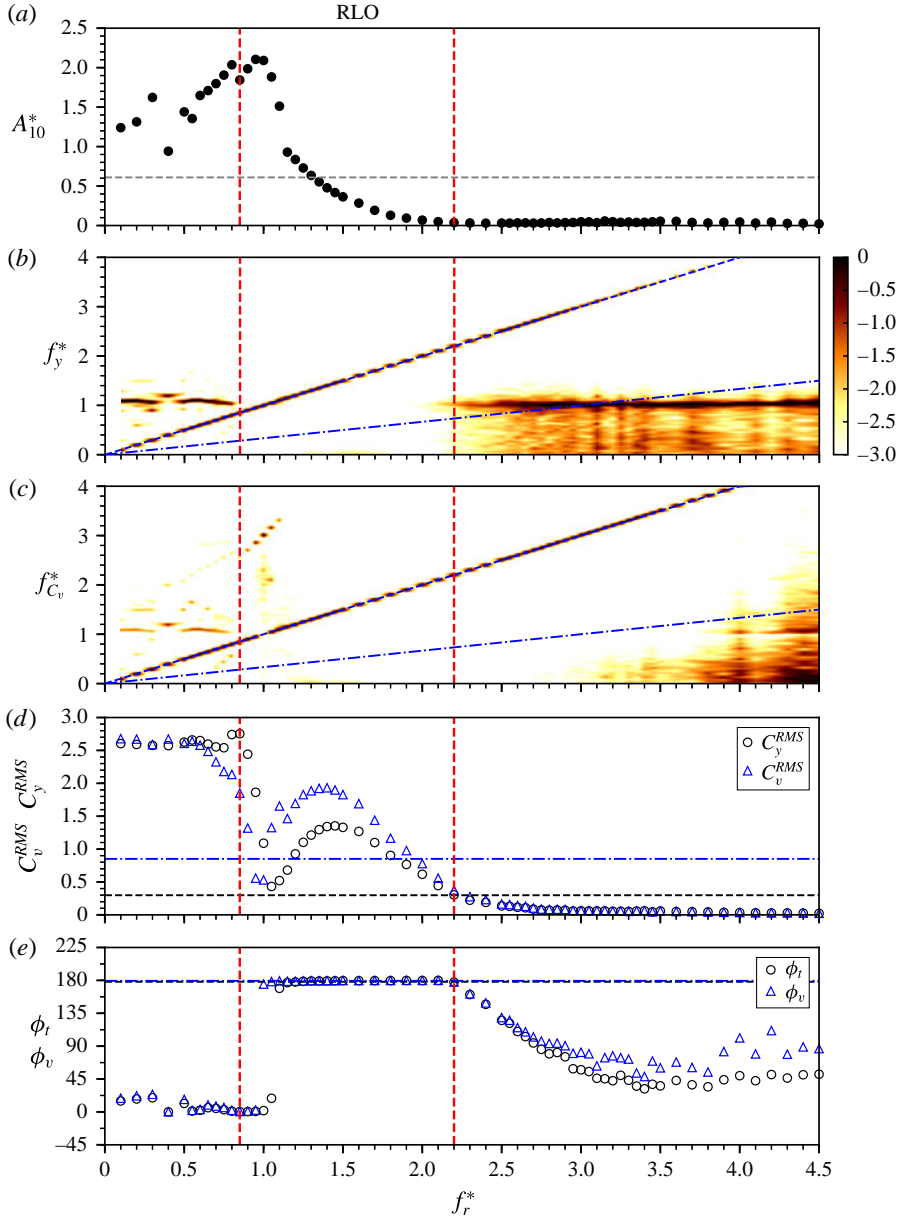 RLO
(a)
2.5
2.0
1.5
A*10
1.0
0.5
0
(b)
4
3
f*y
2
1
0
0
−0.5
−1.0
−1.5
−2.0
−2.5
−3.0
(c)
4
3
f*Cv
2
1
0
(d)
3.0
2.5
2.0
1.5
1.0
0.5
0
CvRMS CyRMS
CyRMS
CvRMS
(e)
225
180
135
90
45
0
−45
ϕt
ϕv
ϕt
ϕv
0 0.5 1.0 1.5 2.0 2.5 3.0 3.5 4.0 4.5
f*r